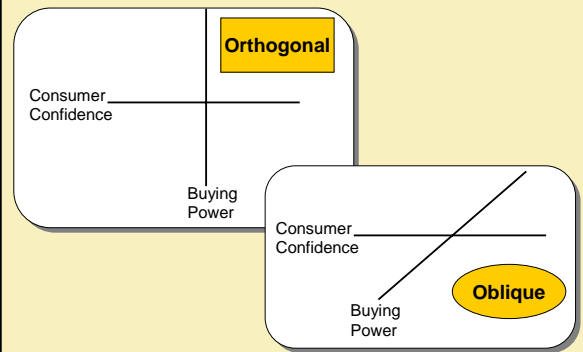 Orthogonal
Consumer
Confidence
Buying
Power
Consumer
Confidence
Oblique
Buying
Power